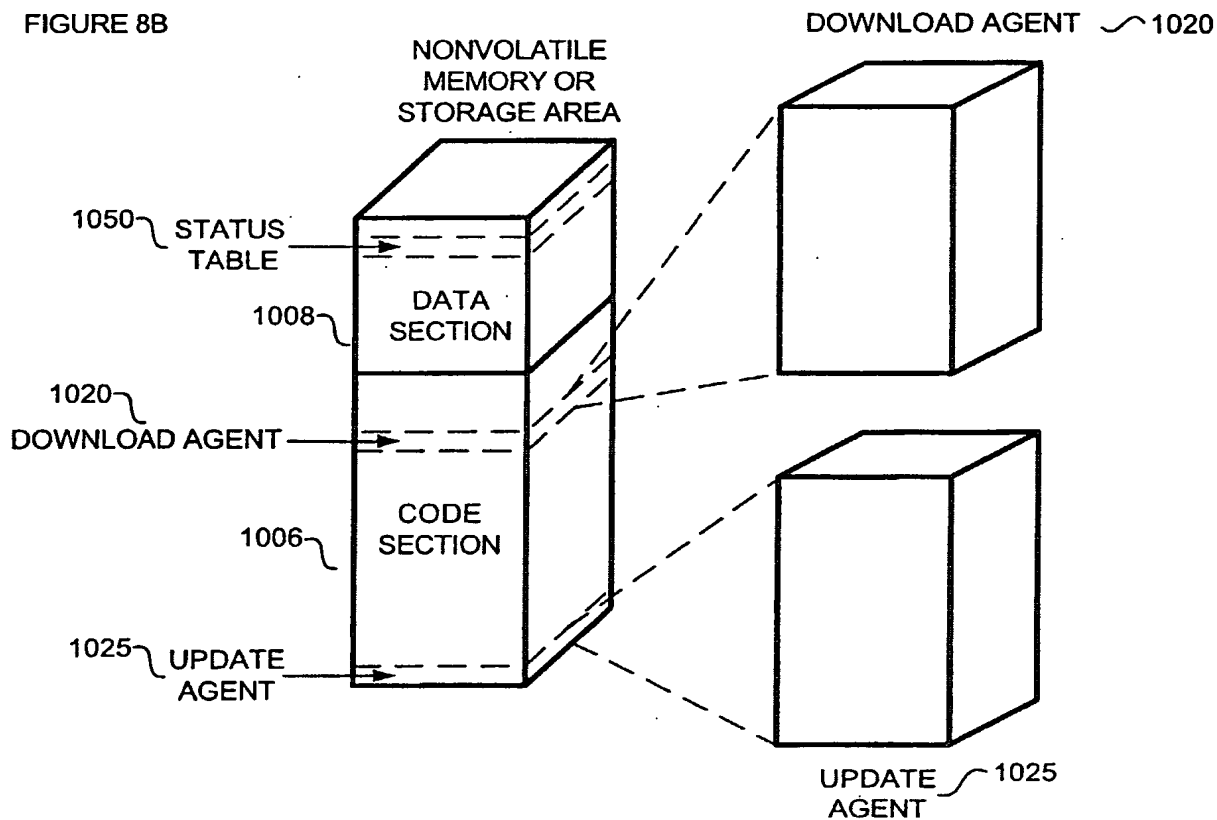 FIGURE 8B
DOWNLOAD AGENT 1020
NONVOLATILE
MEMORY OR
STORAGE AREA
1050
STATUS
TABLE
DATA
SECTION
1008
1020
DOWNLOAD AGENT
CODE
SECTION
1006
1025
UPDATE
AGENT
UPDATE
AGENT
1025